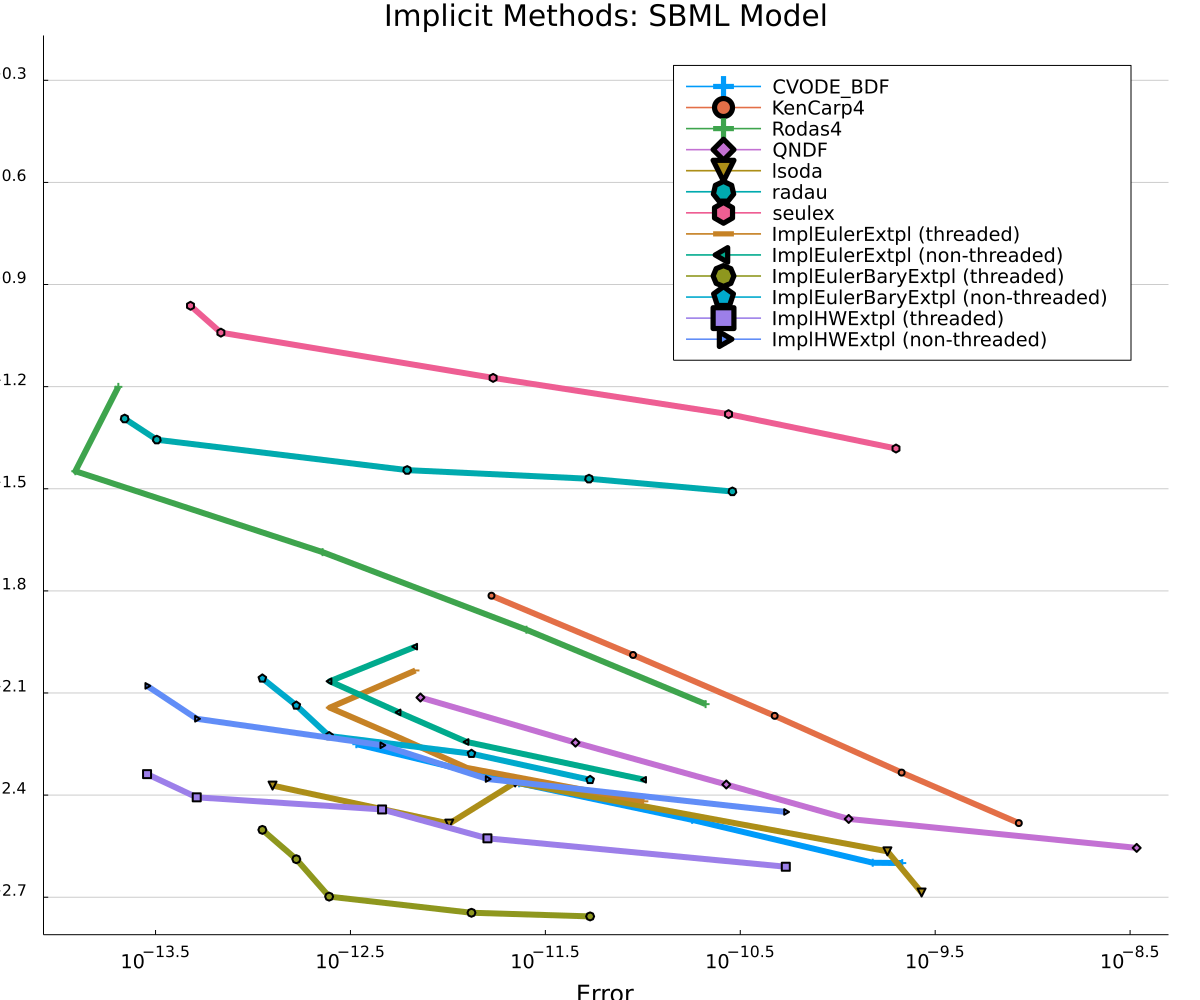 Implicit Methods: SBML Model
0.3
0.6
0.9
1.2
1.5
1.8
2.1
2.4
2.7
CVODE_BDF
KenCarp4
Rodas4
QNDF
lsoda
radau
seulex
ImplEulerExtpl (threaded)
ImplEulerExtpl (non-threaded)
ImplEulerBaryExtpl (threaded)
ImplEulerBaryExtpl (non-threaded)
ImplHWExtpl (threaded)
ImplHWExtpl (non-threaded)
10⁻¹³·⁵ 10⁻¹²·⁵ 10⁻¹¹·⁵ 10⁻¹⁰·⁵ 10⁻⁹·⁵ 10⁻⁸·⁵
Error